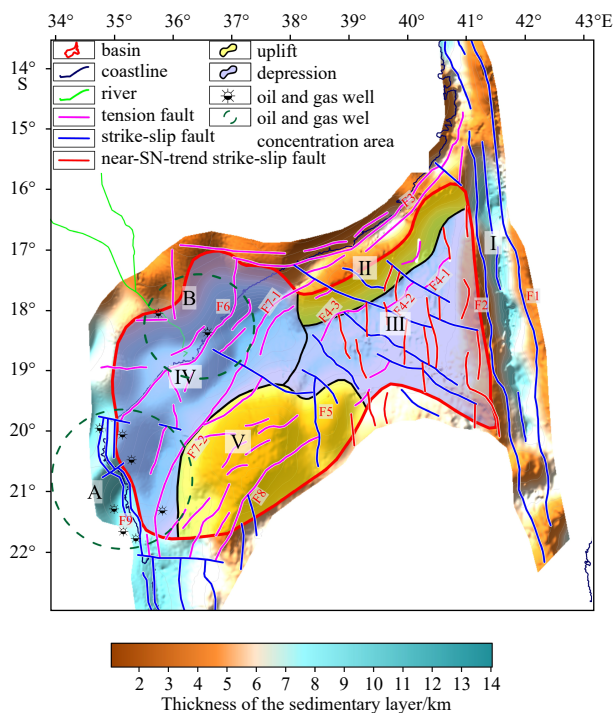 34 35 36 37 38 39 40 41 42 43°E
14°
S
15°
16°
17°
18°
19°
20°
21°
22°
basin
coastline
river
tension fault
strike-slip fault
near-SN-trend strike-slip fault
uplift
depression
oil and gas well
oil and gas wel
concentration area
F3
I
II
B
F6
F7-1
F4-1
F4-2
F4-3
F2
F1
III
IV
F5
V
F7-2
A
F8
F9
2 3 4 5 6 7 8 9 10 11 12 13 14
Thickness of the sedimentary layer/km